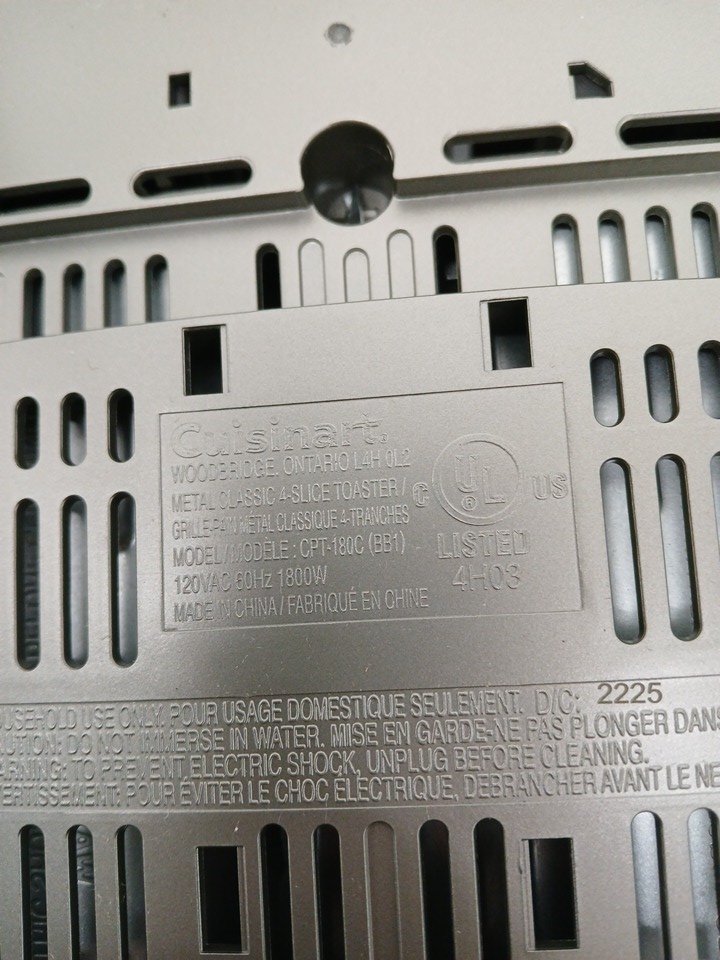 Cuisinart®
WOODBRIDGE, ONTARIO L4H 0L2
METAL CLASSIC 4-SLICE TOASTER /
GRILLE-PAIN MÉTAL CLASSIQUE 4-TRANCHES
MODEL / MODÈLE : CPT-180C (BB1)
120VAC 60Hz 1800W
MADE IN CHINA / FABRIQUÉ EN CHINE
C UL ® US
LISTED
4H03
OUSEHOLD USE ONLY. POUR USAGE DOMESTIQUE SEULEMENT. D/C: 2225
DO NOT IMMERSE IN WATER. MISE EN GARDE-NE PAS PLONGER DANS
TO PREVENT ELECTRIC SHOCK, UNPLUG BEFORE CLEANING.
POUR ÉVITER LE CHOC ÉLECTRIQUE, DEBRANCHER AVANT LE NE